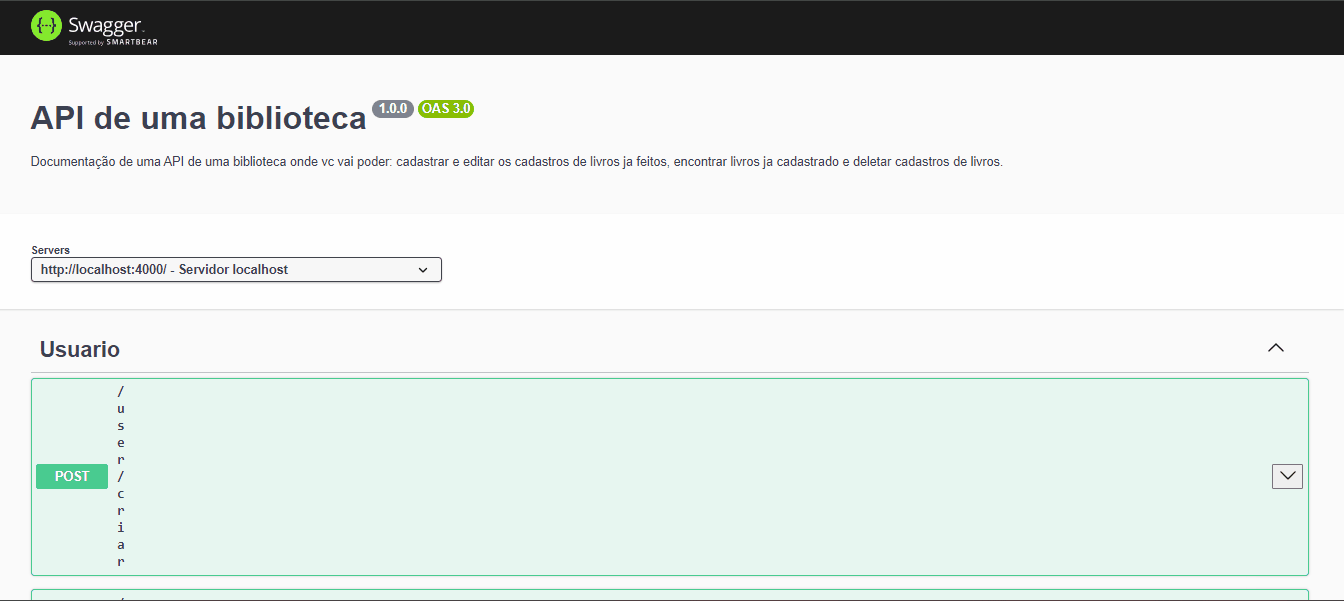 Swagger.
Supported by SMARTBEAR
API de uma biblioteca 1.0.0 OAS 3.0
Documentação de uma API de uma biblioteca onde vc vai poder: cadastrar e editar os cadastros de livros ja feitos, encontrar livros ja cadastrado e deletar cadastros de livros.
Servers
http://localhost:4000/ - Servidor localhost
Usuario
POST /user/criar